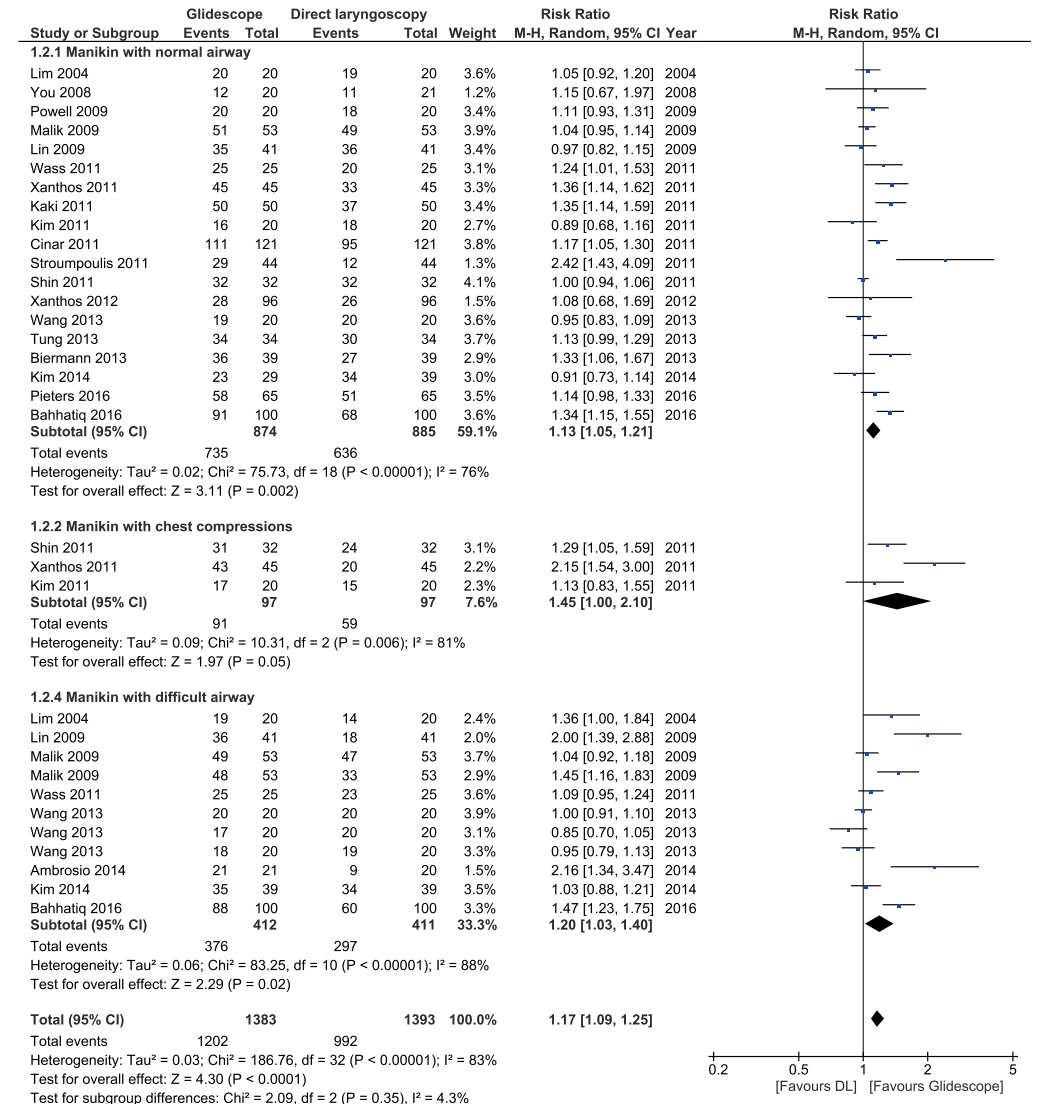 Glidescope Direct laryngoscopy Risk Ratio Risk Ratio
Study or Subgroup Events Total Events Total Weight M-H, Random, 95% CI Year M-H, Random, 95% CI
1.2.1 Manikin with normal airway
Lim 2004 20 20 19 20 3.6% 1.05 [0.92, 1.20] 2004
You 2008 12 20 11 21 1.2% 1.15 [0.67, 1.97] 2008
Powell 2009 20 20 18 20 3.4% 1.11 [0.93, 1.31] 2009
Malik 2009 51 53 49 53 3.9% 1.04 [0.95, 1.14] 2009
Lin 2009 35 41 36 41 3.4% 0.97 [0.82, 1.15] 2009
Wass 2011 25 25 20 25 3.1% 1.24 [1.01, 1.53] 2011
Xanthos 2011 45 45 33 45 3.3% 1.36 [1.14, 1.62] 2011
Kaki 2011 50 50 37 50 3.4% 1.35 [1.14, 1.59] 2011
Kim 2011 16 20 18 20 2.7% 0.89 [0.68, 1.16] 2011
Cinar 2011 111 121 95 121 3.8% 1.17 [1.05, 1.30] 2011
Stroumpoulis 2011 29 44 12 44 1.3% 2.42 [1.43, 4.09] 2011
Shin 2011 32 32 32 32 4.1% 1.00 [0.94, 1.06] 2011
Xanthos 2012 28 96 26 96 1.5% 1.08 [0.68, 1.69] 2012
Wang 2013 19 20 20 20 3.6% 0.95 [0.83, 1.09] 2013
Tung 2013 34 34 30 34 3.7% 1.13 [0.99, 1.29] 2013
Biermann 2013 36 39 27 39 2.9% 1.33 [1.06, 1.67] 2013
Kim 2014 23 29 34 39 3.0% 0.91 [0.73, 1.14] 2014
Pieters 2016 58 65 51 65 3.5% 1.14 [0.98, 1.33] 2016
Bahhatiq 2016 91 100 68 100 3.6% 1.34 [1.15, 1.55] 2016
Subtotal (95% CI) 874 885 59.1% 1.13 [1.05, 1.21]
Total events 735 636
Heterogeneity: Tau² = 0.02; Chi² = 75.73, df = 18 (P < 0.00001); I² = 76%
Test for overall effect: Z = 3.11 (P = 0.002)
1.2.2 Manikin with chest compressions
Shin 2011 31 32 24 32 3.1% 1.29 [1.05, 1.59] 2011
Xanthos 2011 43 45 20 45 2.2% 2.15 [1.54, 3.00] 2011
Kim 2011 17 20 15 20 2.3% 1.13 [0.83, 1.55] 2011
Subtotal (95% CI) 97 97 7.6% 1.45 [1.00, 2.10]
Total events 91 59
Heterogeneity: Tau² = 0.09; Chi² = 10.31, df = 2 (P = 0.006); I² = 81%
Test for overall effect: Z = 1.97 (P = 0.05)
1.2.4 Manikin with difficult airway
Lim 2004 19 20 14 20 2.4% 1.36 [1.00, 1.84] 2004
Lin 2009 36 41 18 41 2.0% 2.00 [1.39, 2.88] 2009
Malik 2009 49 53 47 53 3.7% 1.04 [0.92, 1.18] 2009
Malik 2009 48 53 33 53 2.9% 1.45 [1.16, 1.83] 2009
Wass 2011 25 25 23 25 3.6% 1.09 [0.95, 1.24] 2011
Wang 2013 20 20 20 20 3.9% 1.00 [0.91, 1.10] 2013
Wang 2013 17 20 20 20 3.1% 0.85 [0.70, 1.05] 2013
Wang 2013 18 20 19 20 3.4% 0.95 [0.79, 1.13] 2013
Ambrosio 2014 21 21 9 20 1.5% 2.16 [1.34, 3.47] 2014
Kim 2014 35 39 34 39 3.5% 1.03 [0.88, 1.21] 2014
Bahhatiq 2016 88 100 60 100 3.3% 1.47 [1.23, 1.75] 2016
Subtotal (95% CI) 412 411 33.3% 1.20 [1.03, 1.40]
Total events 376 297
Heterogeneity: Tau² = 0.06; Chi² = 83.25, df = 10 (P < 0.00001); I² = 88%
Test for overall effect: Z = 2.29 (P = 0.02)
Total (95% CI) 1383 1393 100.0% 1.17 [1.09, 1.25]
Total events 1202 992
Heterogeneity: Tau² = 0.03; Chi² = 186.76, df = 32 (P < 0.00001); I² = 83%
Test for overall effect: Z = 4.30 (P < 0.0001)
Test for subgroup differences: Chi² = 2.09, df = 2 (P = 0.35), I² = 4.3%
0.2 0.5 1 2 5
[Favours DL] [Favours Glidescope]